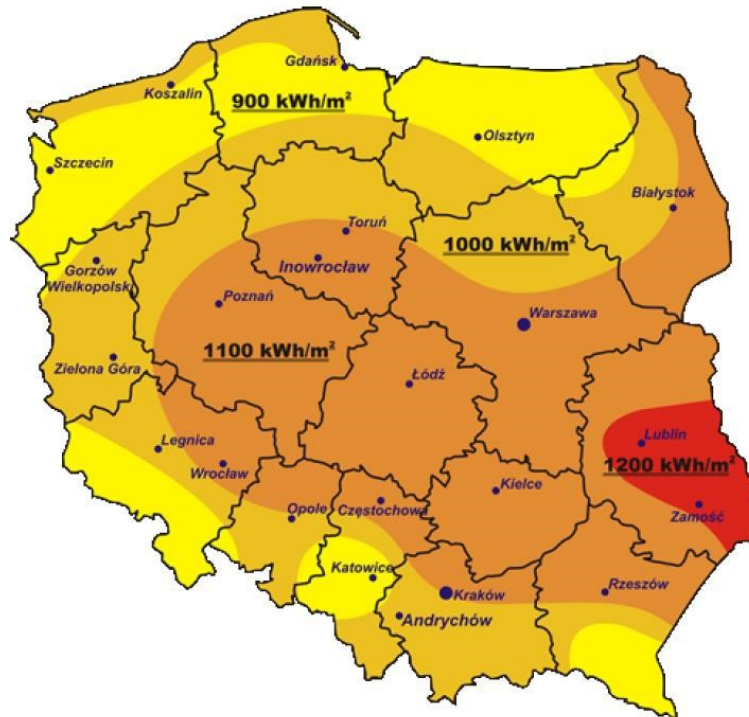 Gdańsk
Koszalin
900 kWh/m²
Olsztyn
Szczecin
Białystok
Toruń
1000 kWh/m²
Inowrocław
Gorzów
Wielkopolsk
Poznań
Warszawa
1100 kWh/m²
Zielona Góra
Łódź
Legnica
Lublin
Wrocław
1200 kWh/m²
Kielce
Opole
Częstochowa
Zamość
Katowice
Kraków
Rzeszów
Andrychów